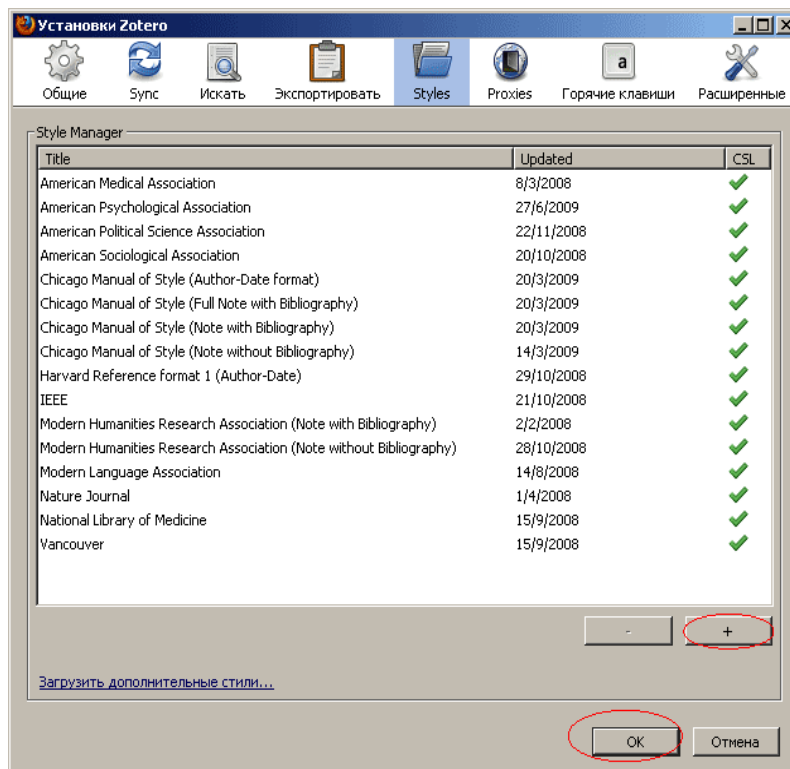 Установки Zotero
Общие Sync Искать Экспортировать Styles Proxies a Горячие клавиши Расширенные
Style Manager
Title Updated CSL
American Medical Association 8/3/2008
American Psychological Association 27/6/2009
American Political Science Association 22/11/2008
American Sociological Association 20/10/2008
Chicago Manual of Style (Author-Date format) 20/3/2009
Chicago Manual of Style (Full Note with Bibliography) 20/3/2009
Chicago Manual of Style (Note with Bibliography) 20/3/2009
Chicago Manual of Style (Note without Bibliography) 14/3/2009
Harvard Reference format 1 (Author-Date) 29/10/2008
IEEE 21/10/2008
Modern Humanities Research Association (Note with Bibliography) 2/2/2008
Modern Humanities Research Association (Note without Bibliography) 28/10/2008
Modern Language Association 14/8/2008
Nature Journal 1/4/2008
National Library of Medicine 15/9/2008
Vancouver 15/9/2008
- +
Загрузить дополнительные стили...
OK Отмена